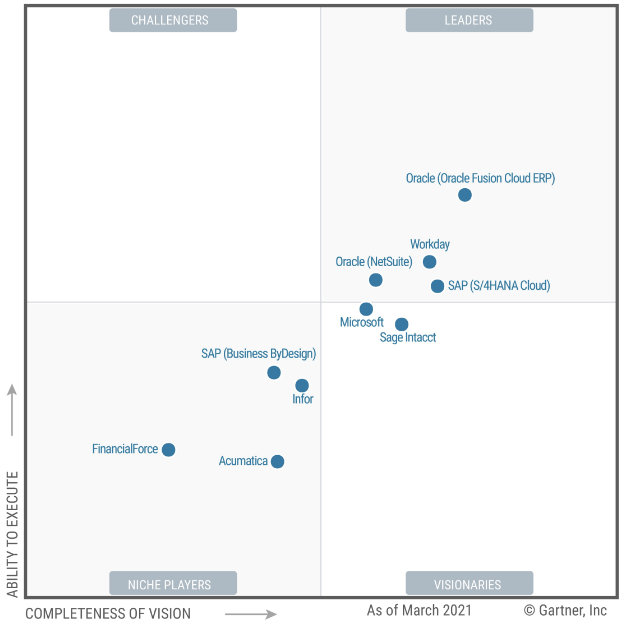 CHALLENGERS
LEADERS
Oracle (Oracle Fusion Cloud ERP)
Workday
Oracle (NetSuite)
SAP (S/4HANA Cloud)
Microsoft
Sage Intacct
SAP (Business ByDesign)
Infor
FinancialForce
Acumatica
ABILITY TO EXECUTE
NICHE PLAYERS
VISIONARIES
COMPLETENESS OF VISION
As of March 2021
© Gartner, Inc